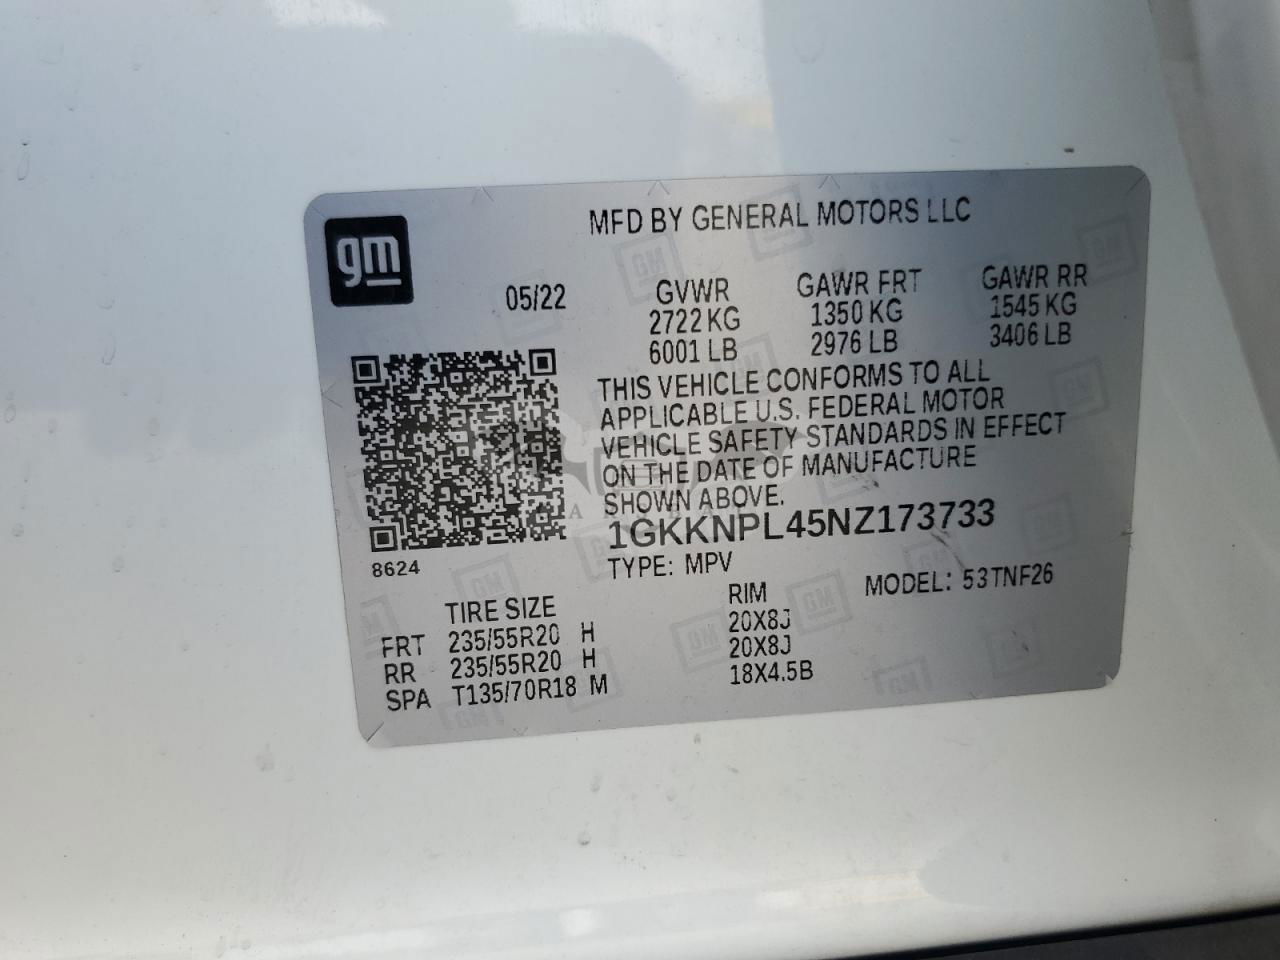 gm
MFD BY GENERAL MOTORS LLC
05/22 GVWR GAWR FRT GAWR RR
2722 KG 1350 KG 1545 KG
6001 LB 2976 LB 3406 LB
THIS VEHICLE CONFORMS TO ALL
APPLICABLE U.S. FEDERAL MOTOR
VEHICLE SAFETY STANDARDS IN EFFECT
ON THE DATE OF MANUFACTURE
SHOWN ABOVE.
1GKKNPL45NZ173733
8624
TYPE: MPV MODEL: 53TNF26
TIRE SIZE RIM
FRT 235/55R20 H 20X8J
RR 235/55R20 H 20X8J
SPA T135/70R18 M 18X4.5B